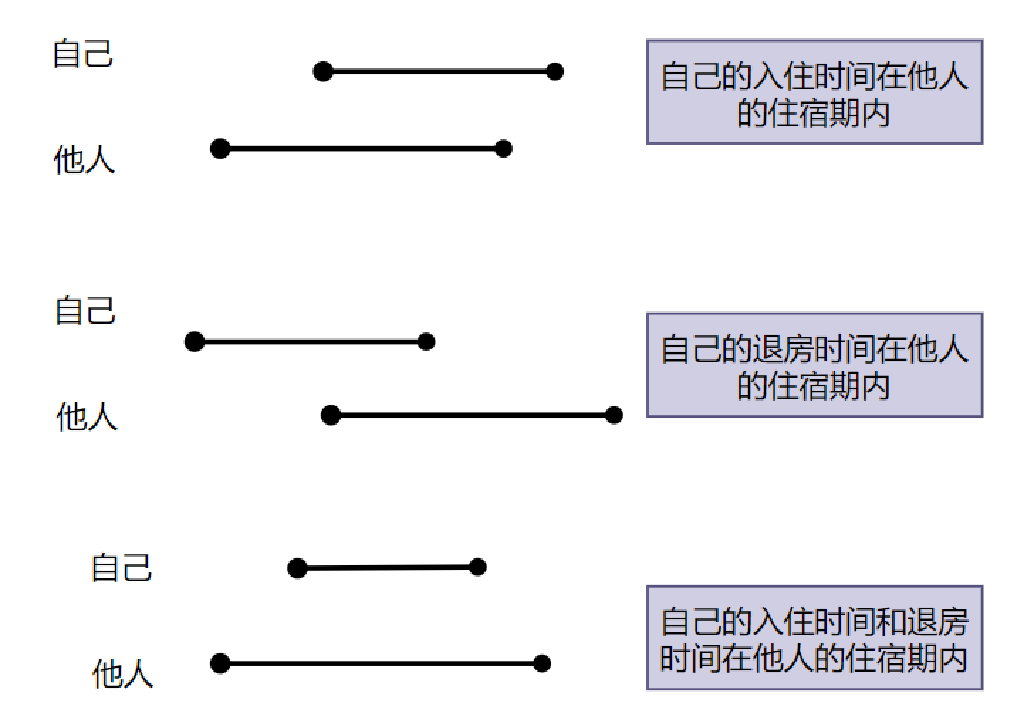 自己
自己的入住时间在他人
的住宿期内
他人
自己
自己的退房时间在他人
的住宿期内
他人
自己
自己的入住时间和退房
时间在他人的住宿期内
他人